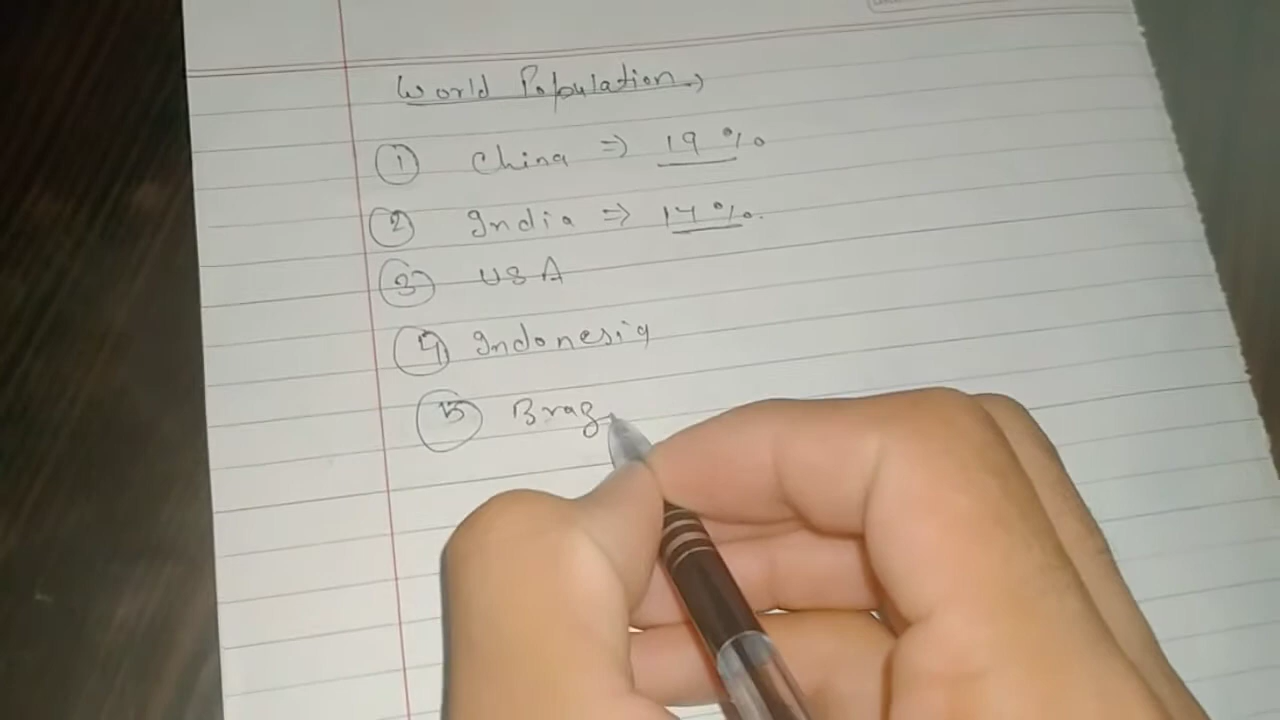 World Population →
① China ⇒ 19 %
② India ⇒ 14 %.
③ USA
④ Indonesia
⑤ Braz